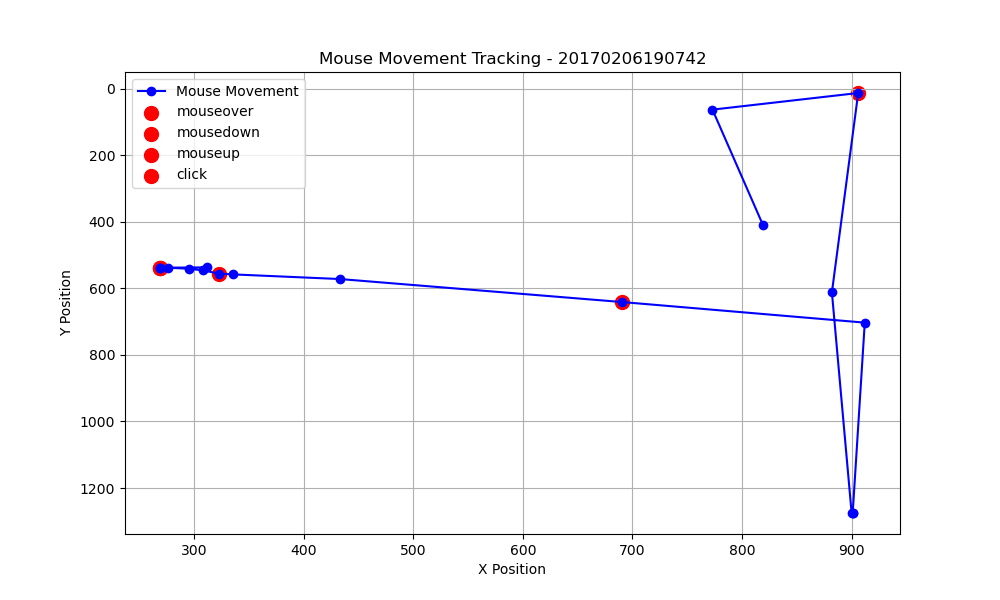 Mouse Movement Tracking - 20170206190742
Mouse Movement
mouseover
mousedown
mouseup
click
0
200
400
600
800
1000
1200
Y Position
300 400 500 600 700 800 900
X Position